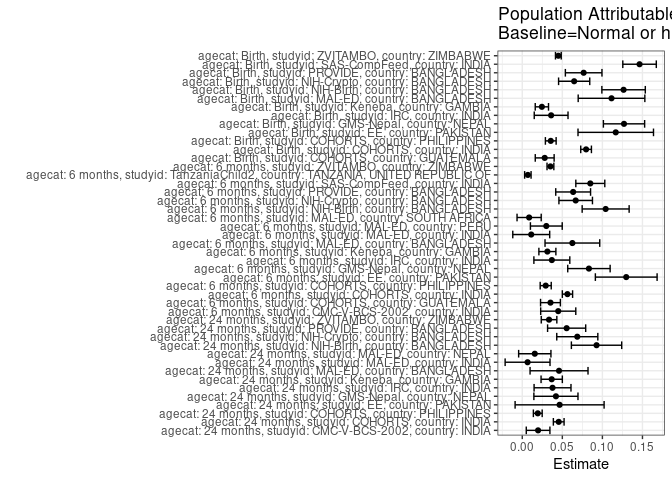 Population Attributable
Baseline=Normal or h
agecat: Birth, studyid: ZVITAMBO, country: ZIMBABWE
agecat: Birth, studyid: SAS-CompFeed, country: INDIA
agecat: Birth, studyid: PROVIDE, country: BANGLADESH
agecat: Birth, studyid: NIH-Crypto, country: BANGLADESH
agecat: Birth, studyid: NIH-Birth, country: BANGLADESH
agecat: Birth, studyid: MAL-ED, country: BANGLADESH
agecat: Birth, studyid: Keneba, country: GAMBIA
agecat: Birth, studyid: IRC, country: INDIA
agecat: Birth, studyid: GMS-Nepal, country: NEPAL
agecat: Birth, studyid: EE, country: PAKISTAN
agecat: Birth, studyid: COHORTS, country: PHILIPPINES
agecat: Birth, studyid: COHORTS, country: INDIA
agecat: Birth, studyid: COHORTS, country: GUATEMALA
agecat: 6 months, studyid: ZVITAMBO, country: ZIMBABWE
agecat: 6 months, studyid: TanzaniaChild2, country: TANZANIA, UNITED REPUBLIC OF
agecat: 6 months, studyid: SAS-CompFeed, country: INDIA
agecat: 6 months, studyid: PROVIDE, country: BANGLADESH
agecat: 6 months, studyid: NIH-Crypto, country: BANGLADESH
agecat: 6 months, studyid: NIH-Birth, country: BANGLADESH
agecat: 6 months, studyid: MAL-ED, country: SOUTH AFRICA
agecat: 6 months, studyid: MAL-ED, country: PERU
agecat: 6 months, studyid: MAL-ED, country: INDIA
agecat: 6 months, studyid: MAL-ED, country: BANGLADESH
agecat: 6 months, studyid: Keneba, country: GAMBIA
agecat: 6 months, studyid: IRC, country: INDIA
agecat: 6 months, studyid: GMS-Nepal, country: NEPAL
agecat: 6 months, studyid: EE, country: PAKISTAN
agecat: 6 months, studyid: COHORTS, country: PHILIPPINES
agecat: 6 months, studyid: COHORTS, country: INDIA
agecat: 6 months, studyid: COHORTS, country: GUATEMALA
agecat: 6 months, studyid: CMC-V-BCS-2002, country: INDIA
agecat: 24 months, studyid: ZVITAMBO, country: ZIMBABWE
agecat: 24 months, studyid: PROVIDE, country: BANGLADESH
agecat: 24 months, studyid: NIH-Crypto, country: BANGLADESH
agecat: 24 months, studyid: NIH-Birth, country: BANGLADESH
agecat: 24 months, studyid: MAL-ED, country: NEPAL
agecat: 24 months, studyid: MAL-ED, country: INDIA
agecat: 24 months, studyid: MAL-ED, country: BANGLADESH
agecat: 24 months, studyid: Keneba, country: GAMBIA
agecat: 24 months, studyid: IRC, country: INDIA
agecat: 24 months, studyid: GMS-Nepal, country: NEPAL
agecat: 24 months, studyid: EE, country: PAKISTAN
agecat: 24 months, studyid: COHORTS, country: PHILIPPINES
agecat: 24 months, studyid: COHORTS, country: INDIA
agecat: 24 months, studyid: CMC-V-BCS-2002, country: INDIA
0.00 0.05 0.10 0.15
Estimate